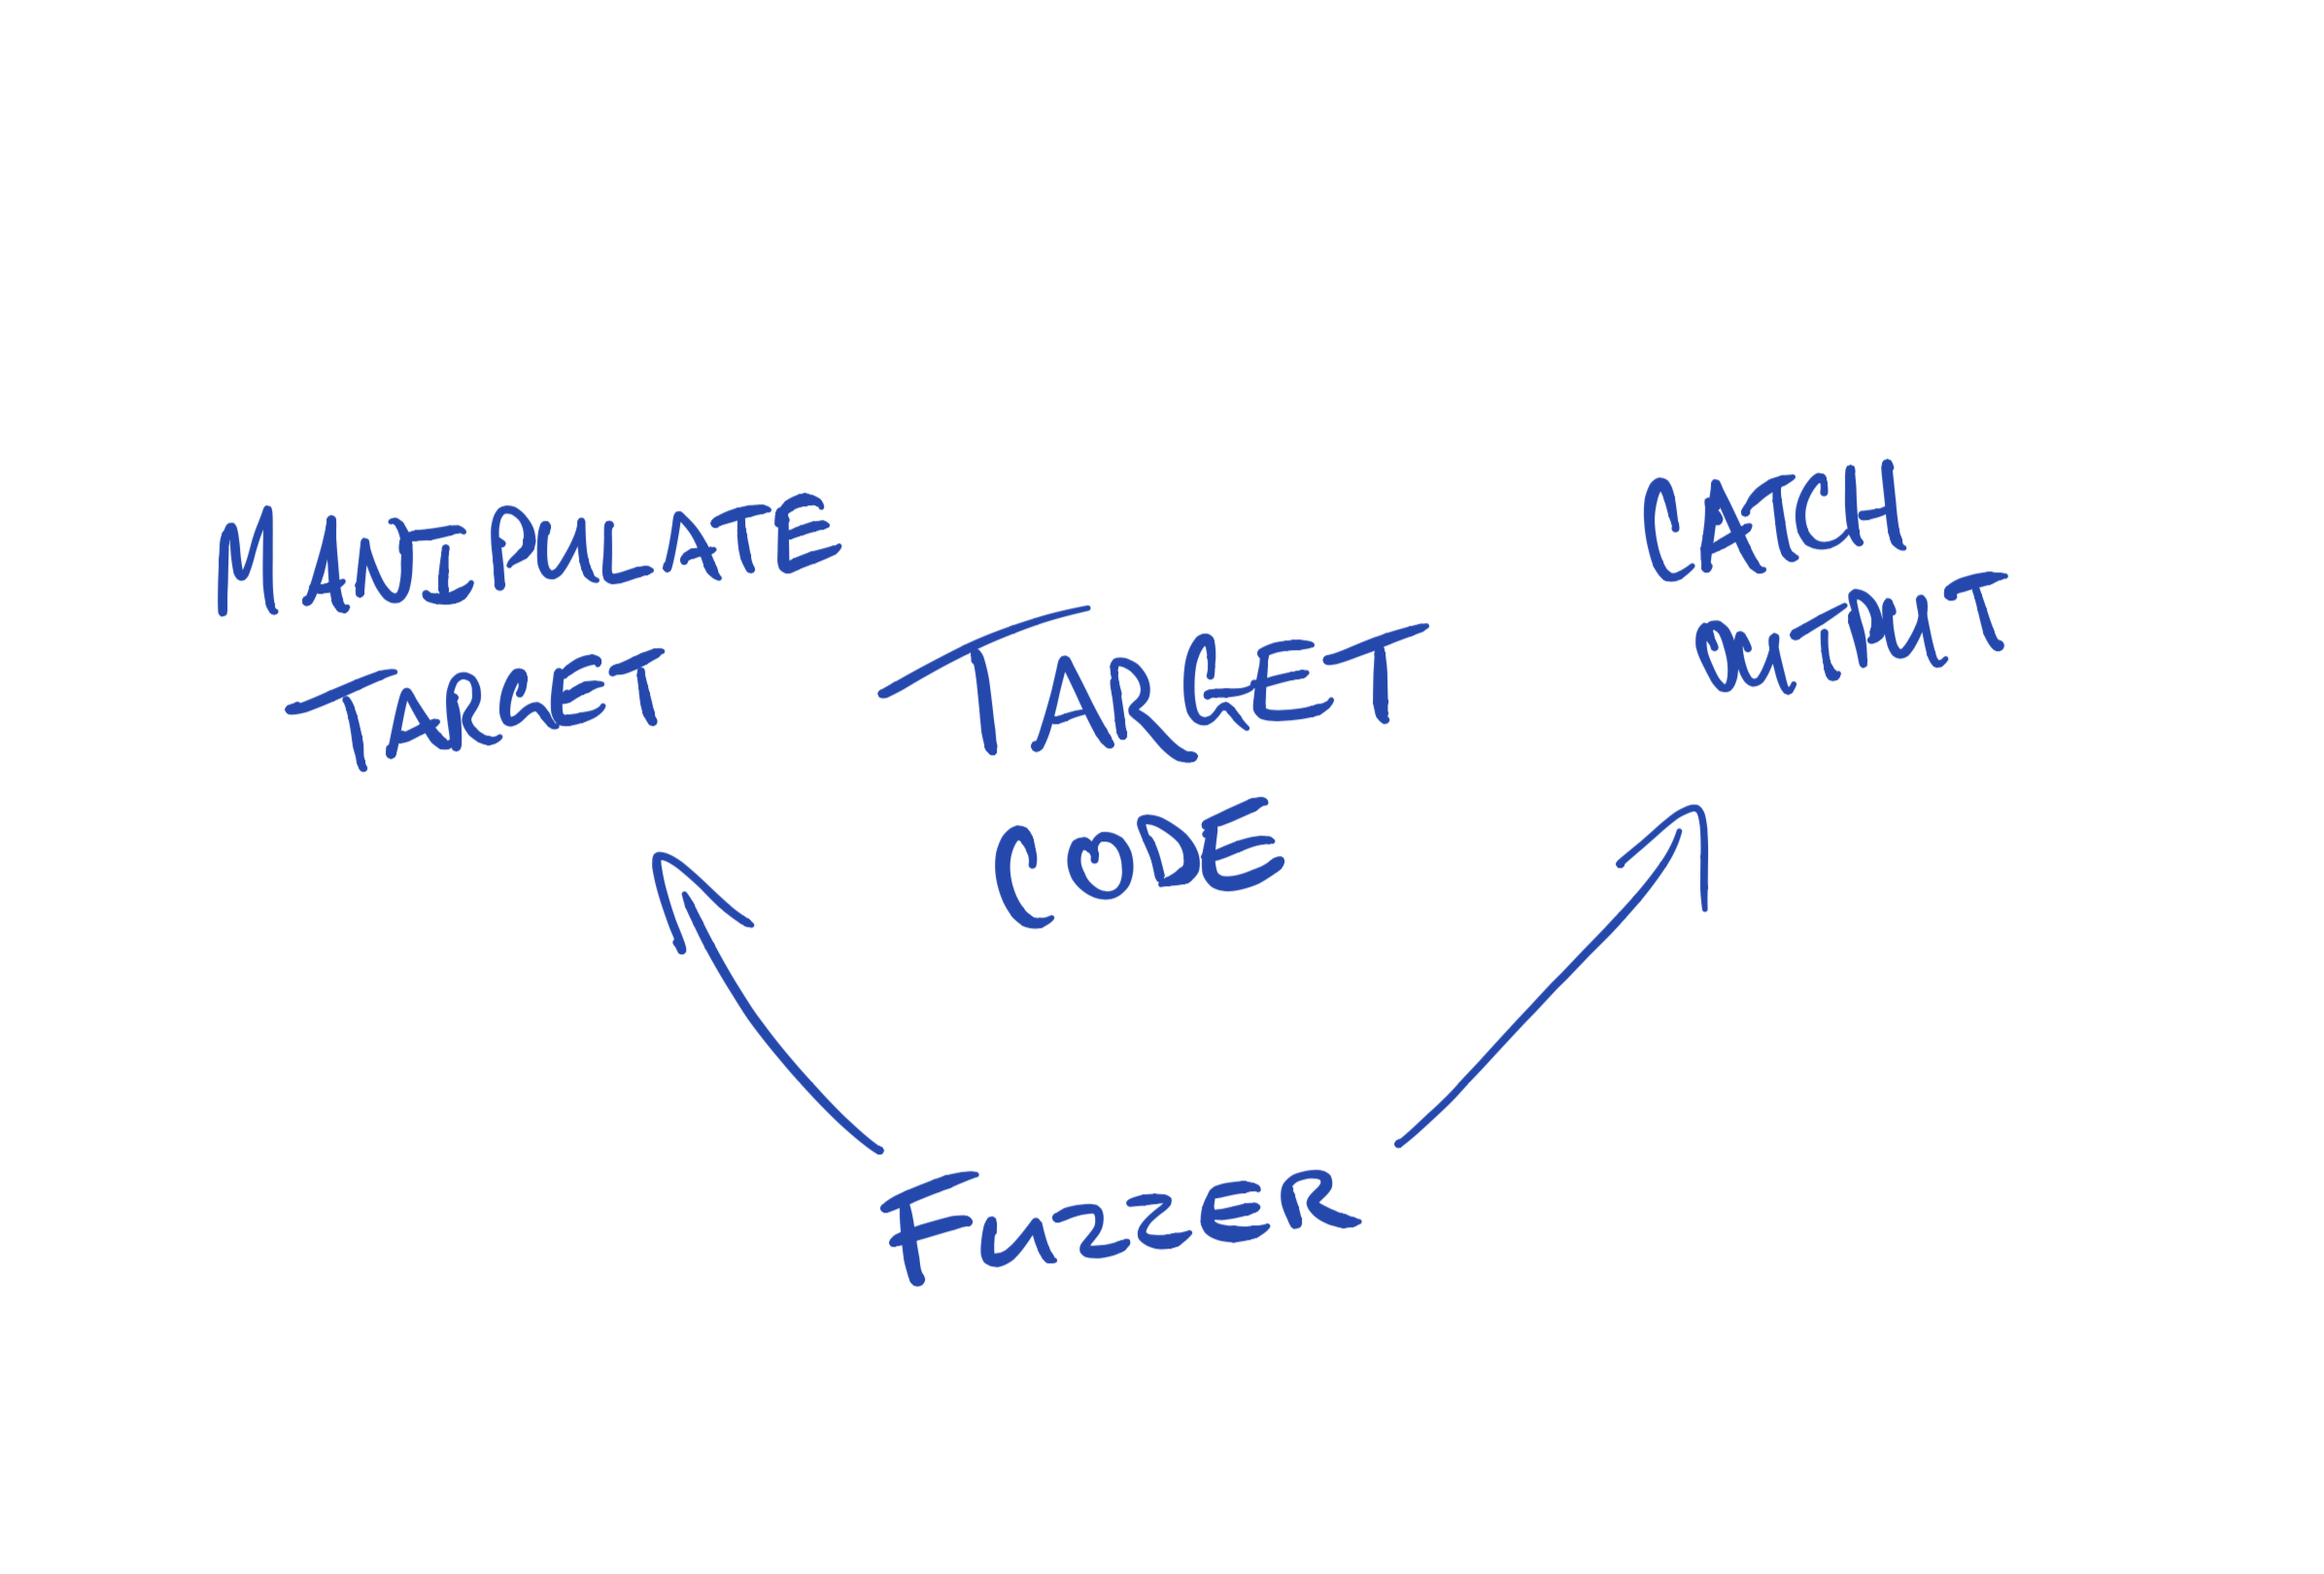 MANIPULATE
TARGET
TARGET
CODE
CATCH
OUTPUT
FUZZER